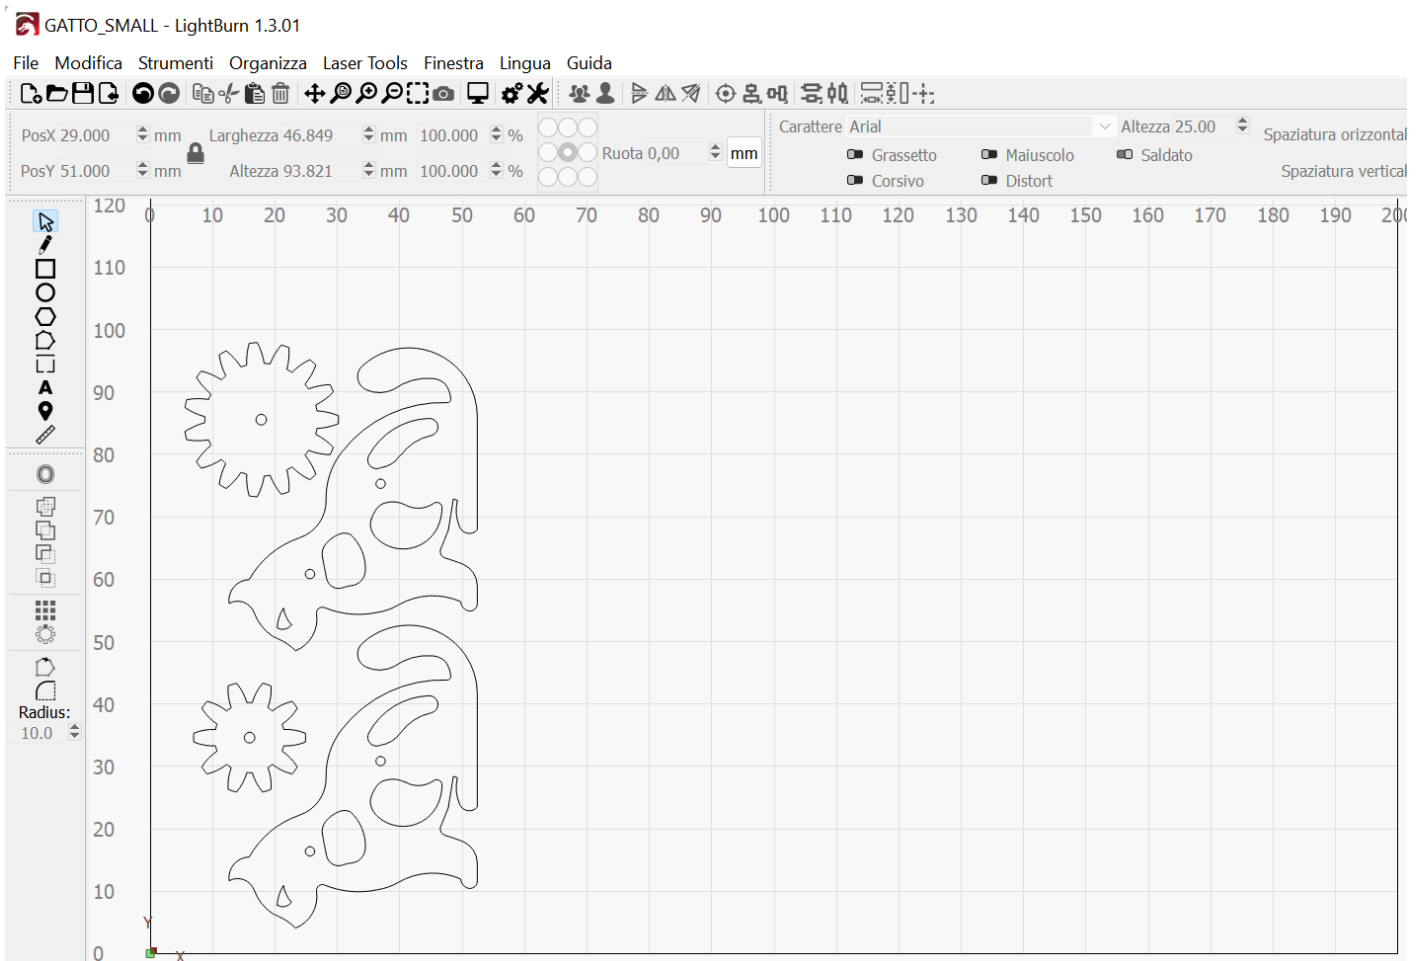 GATTO_SMALL - LightBurn 1.3.01
File Modifica Strumenti Organizza Laser Tools Finestra Lingua Guida
PosX 29.000 mm Larghezza 46.849 mm 100.000 % Ruota 0,00 mm Carattere Arial Altezza 25.00 Spaziatura orizzontal
Grassetto Maiuscolo Saldato
PosY 51.000 mm Altezza 93.821 mm 100.000 % Corsivo Distort Spaziatura vertical
120 0 10 20 30 40 50 60 70 80 90 100 110 120 130 140 150 160 170 180 190 200
110
100
A
90
80
70
60
50
40
Radius:
10.0
30
20
10
Y
0
X